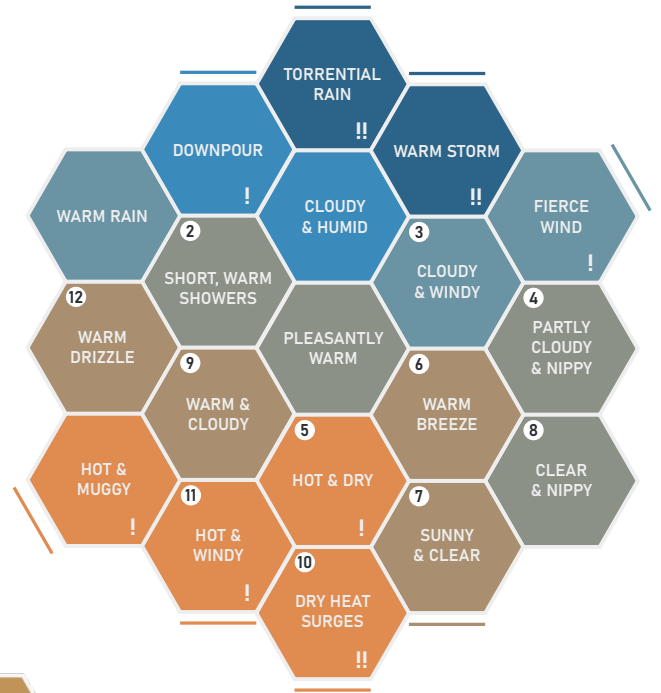 TORRENTIAL
RAIN
!!
DOWNPOUR
!
WARM STORM
!!
WARM RAIN
CLOUDY
& HUMID
FIERCE
WIND
!
2
SHORT, WARM
SHOWERS
3
CLOUDY
& WINDY
12
WARM
DRIZZLE
PLEASANTLY
WARM
4
PARTLY
CLOUDY
& NIPPY
9
WARM &
CLOUDY
6
WARM
BREEZE
HOT &
MUGGY
!
5
HOT & DRY
!
8
CLEAR
& NIPPY
11
HOT &
WINDY
!
7
SUNNY
& CLEAR
10
DRY HEAT
SURGES
!!